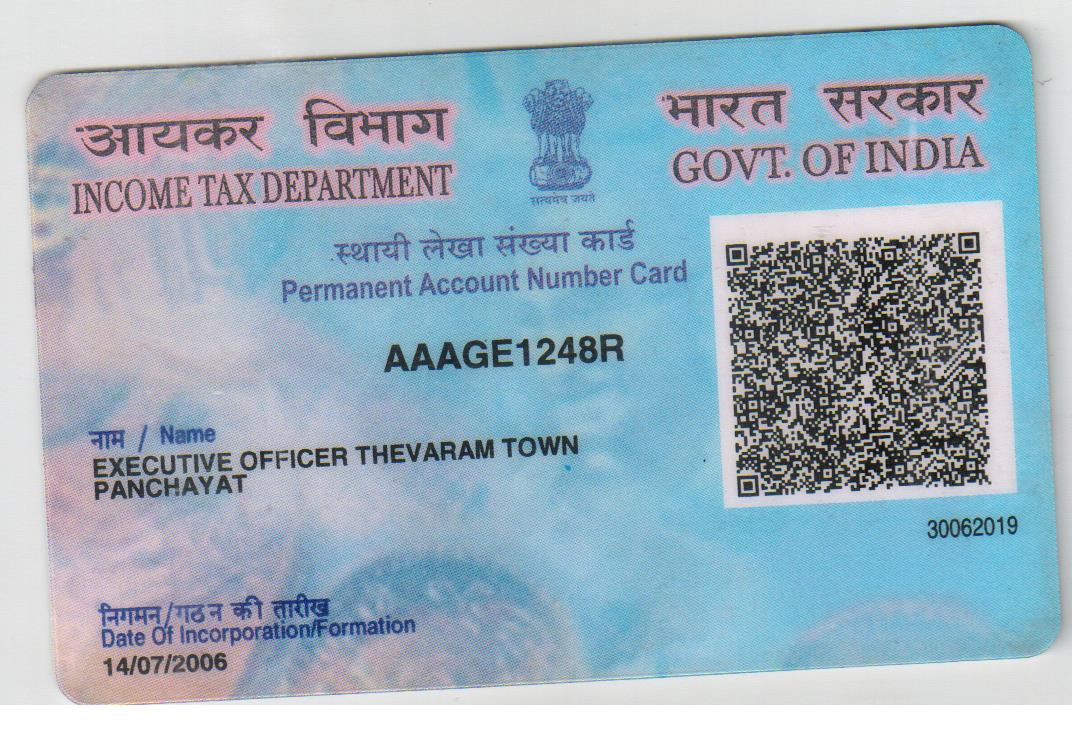 आयकर विभाग
INCOME TAX DEPARTMENT
सत्यमेव जयते
भारत सरकार
GOVT. OF INDIA
स्थायी लेखा संख्या कार्ड
Permanent Account Number Card
AAAGE1248R
नाम / Name
EXECUTIVE OFFICER THEVARAM TOWN
PANCHAYAT
30062019
निगमन/गठन की तारीख
Date Of Incorporation/Formation
14/07/2006